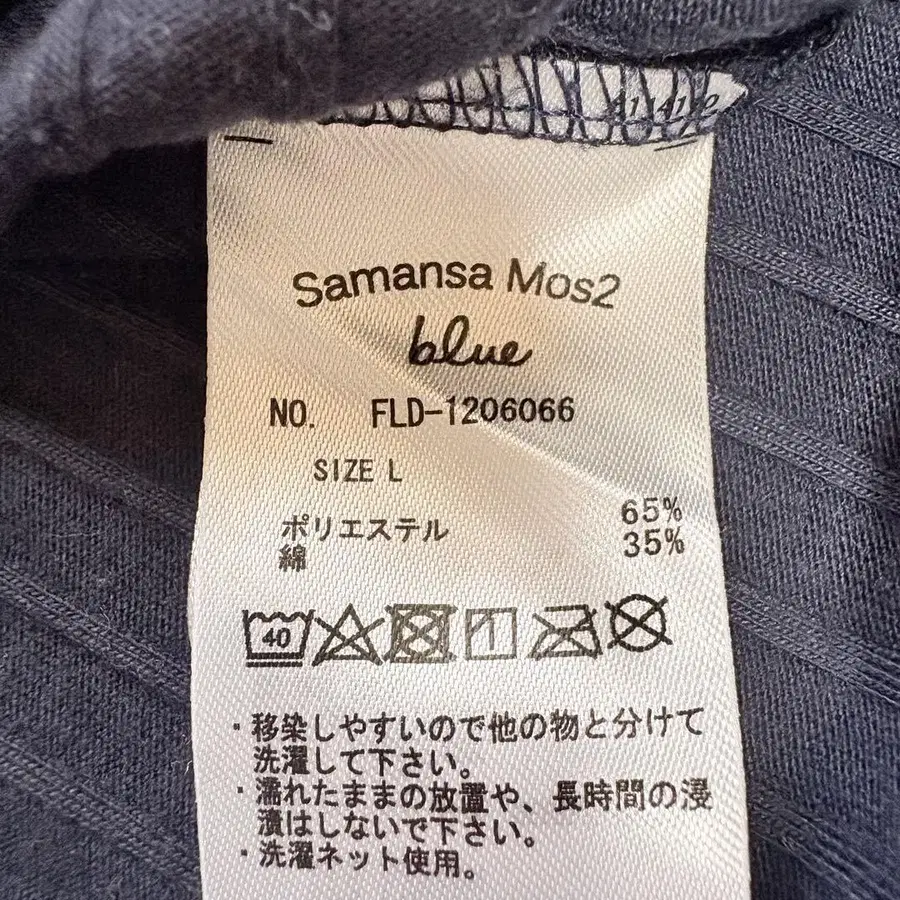 Samansa Mos2
blue
NO. FLD-1206066
SIZE L
ポリエステル 65%
綿 35%
40
・移染しやすいので他の物と分けて
洗濯して下さい。
・濡れたままの放置や、長時間の浸
漬はしないで下さい。
・洗濯ネット使用。